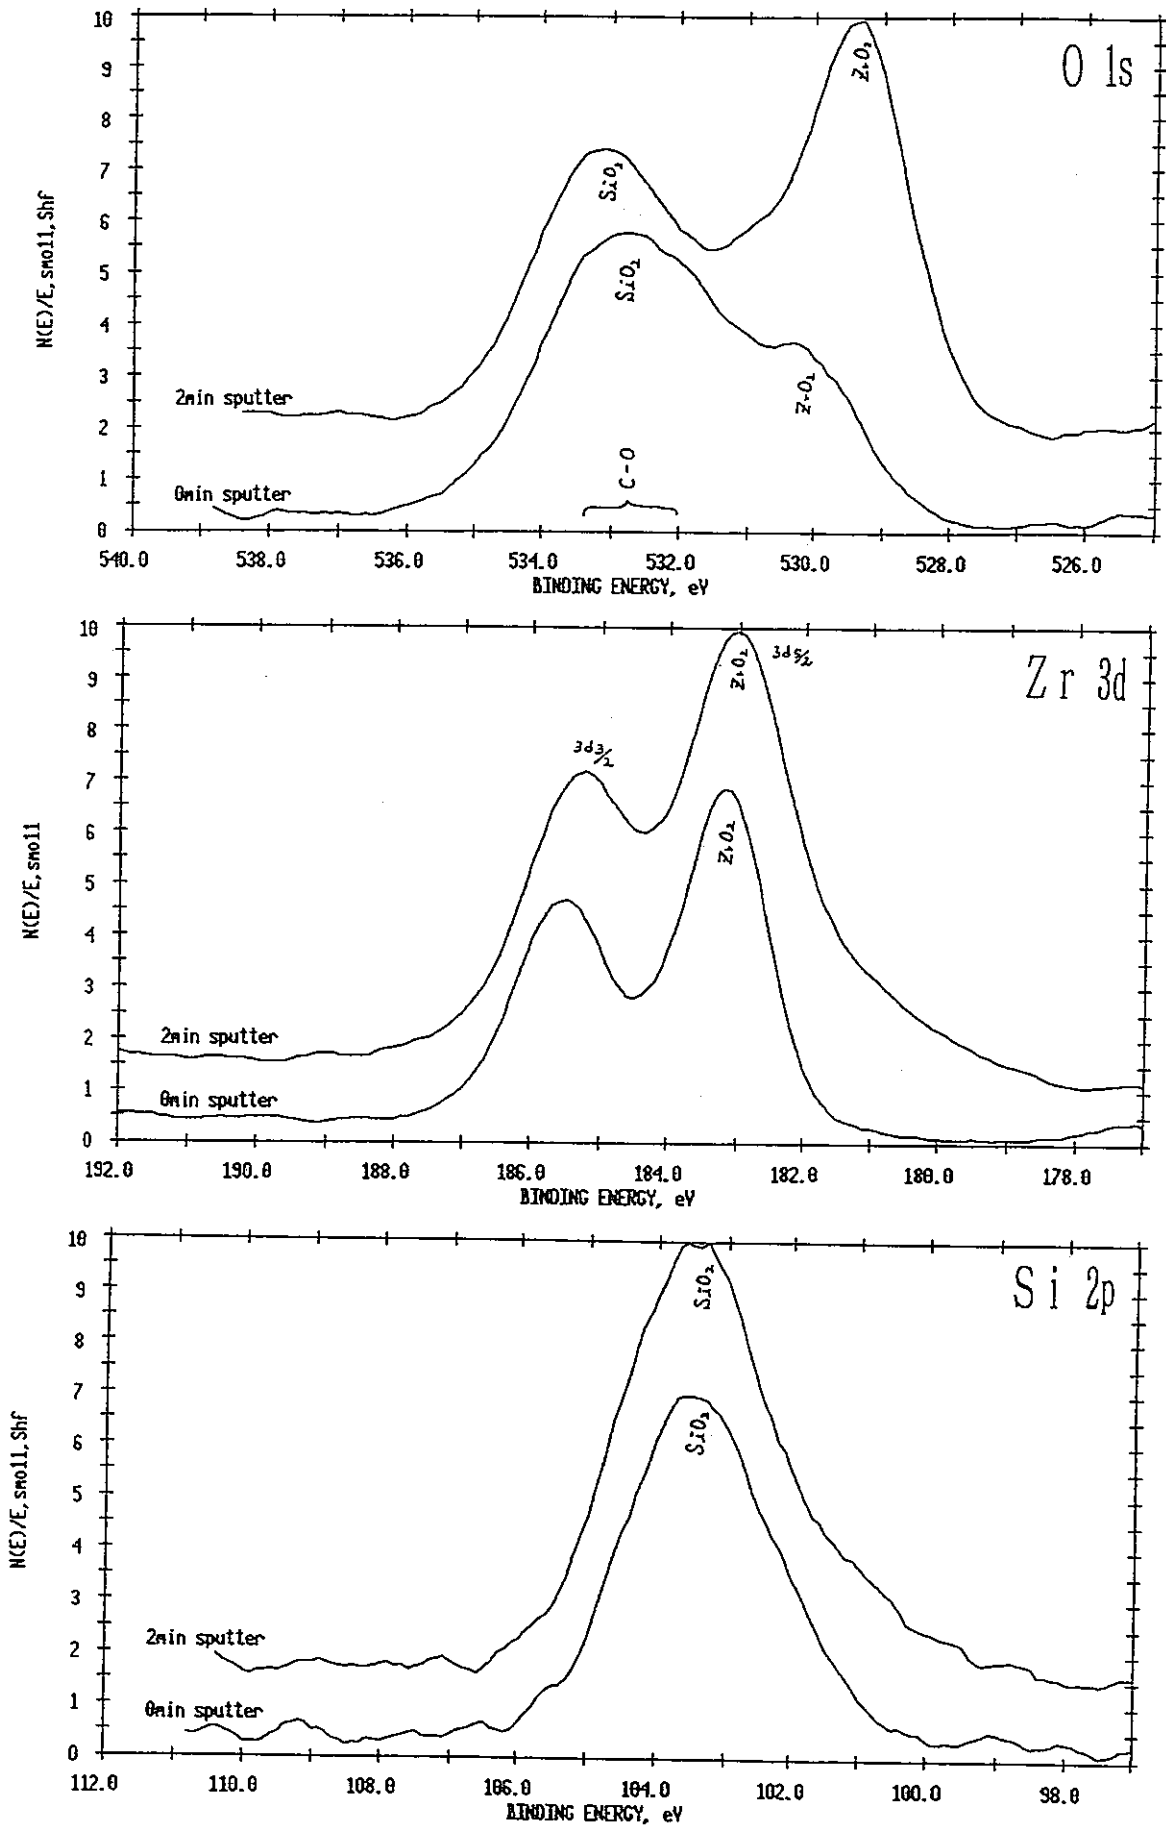 10
O 1s
ZrO2
9
8
7
SiO2
N(E)/E,smo11,Shf
6
SiO2
5
4
3
ZrO2
2min sputter
2
C-O
1
0min sputter
0
540.0 538.0 536.0 534.0 532.0 530.0 528.0 526.0
BINDING ENERGY, eV
10
Zr 3d
ZrO2 3d5/2
9
8
3d3/2
7
6
ZrO2
N(E)/E,smo11
5
4
3
2min sputter
2
1
0min sputter
0
192.0 190.0 188.0 186.0 184.0 182.0 180.0 178.0
BINDING ENERGY, eV
10
Si 2p
SiO2
9
8
7
SiO2
6
N(E)/E,smo11,Shf
5
4
3
2min sputter
2
0min sputter
1
0
112.0 110.0 108.0 106.0 104.0 102.0 100.0 98.0
BINDING ENERGY, eV